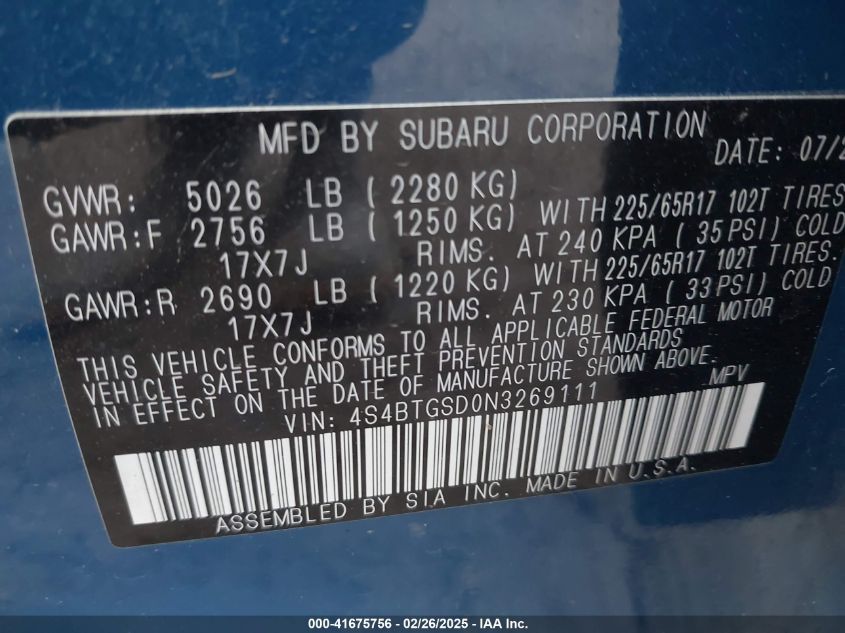 MFD BY SUBARU CORPORATION DATE: 07/2
GVWR: 5026 LB ( 2280 KG)
GAWR:F 2756 LB ( 1250 KG) WITH 225/65R17 102T TIRES
17X7J RIMS. AT 240 KPA ( 35 PSI) COLD
GAWR:R 2690 LB ( 1220 KG) WITH 225/65R17 102T TIRES.
17X7J RIMS. AT 230 KPA ( 33 PSI) COLD
THIS VEHICLE CONFORMS TO ALL APPLICABLE FEDERAL MOTOR
VEHICLE SAFETY AND THEFT PREVENTION STANDARDS
IN EFFECT ON THE DATE OF MANUFACTURE SHOWN ABOVE.
VIN: 4S4BTGSD0N3269111 MPV
ASSEMBLED BY SIA INC. MADE IN U.S.A.
000-41675756 - 02/26/2025 - IAA Inc.